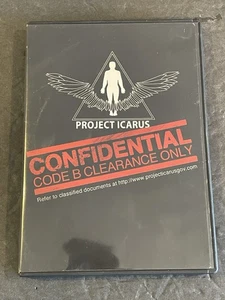 PROJECT ICARUS
CONFIDENTIAL
CODE B CLEARANCE ONLY
Refer to classified documents at http://www.projecticarusgov.com